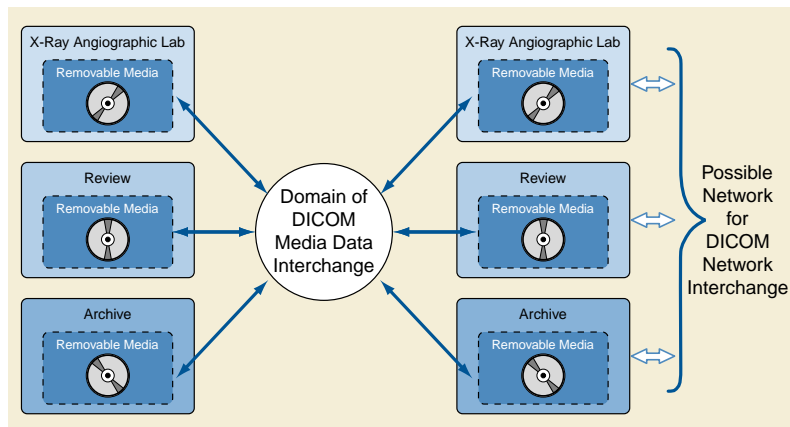 X-Ray Angiographic Lab
Removable Media
Review
Removable Media
Archive
Removable Media
Domain of
DICOM
Media Data
Interchange
X-Ray Angiographic Lab
Removable Media
Review
Removable Media
Archive
Removable Media
Possible
Network
for
DICOM
Network
Interchange